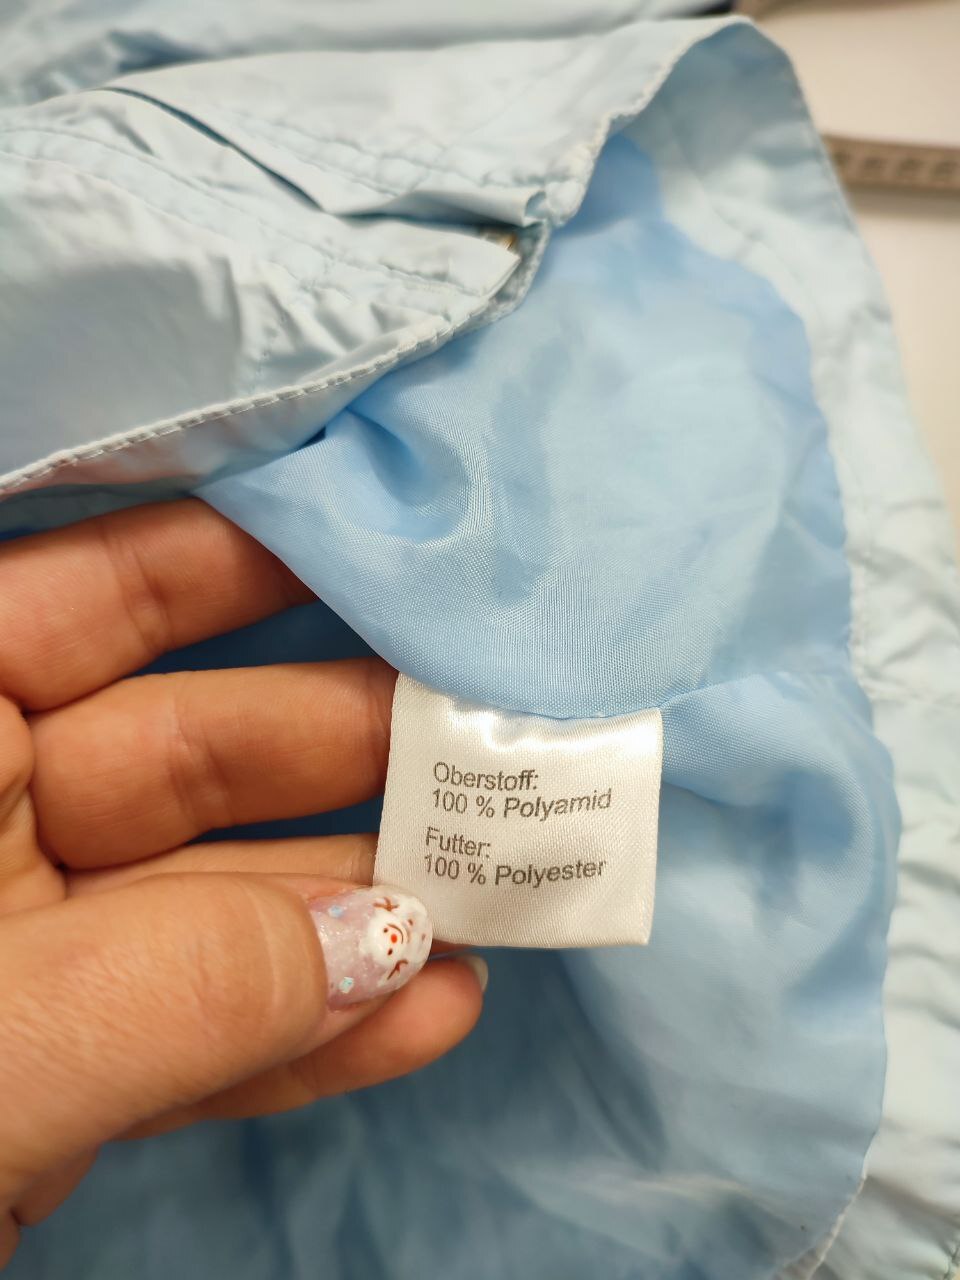 Oberstoff:
100 % Polyamid
Futter:
100 % Polyester